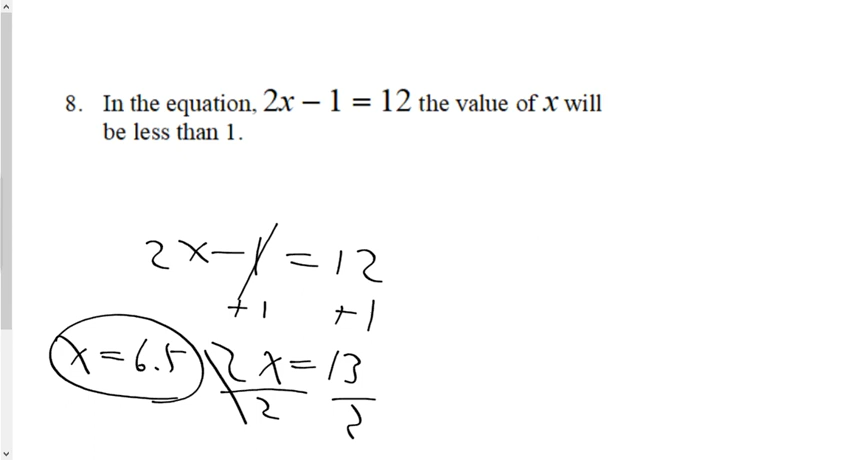 8. In the equation, 2x − 1 = 12 the value of x will
be less than 1.
2x − 1 = 12
+1 +1
x = 6.5 2x = 13
2 2